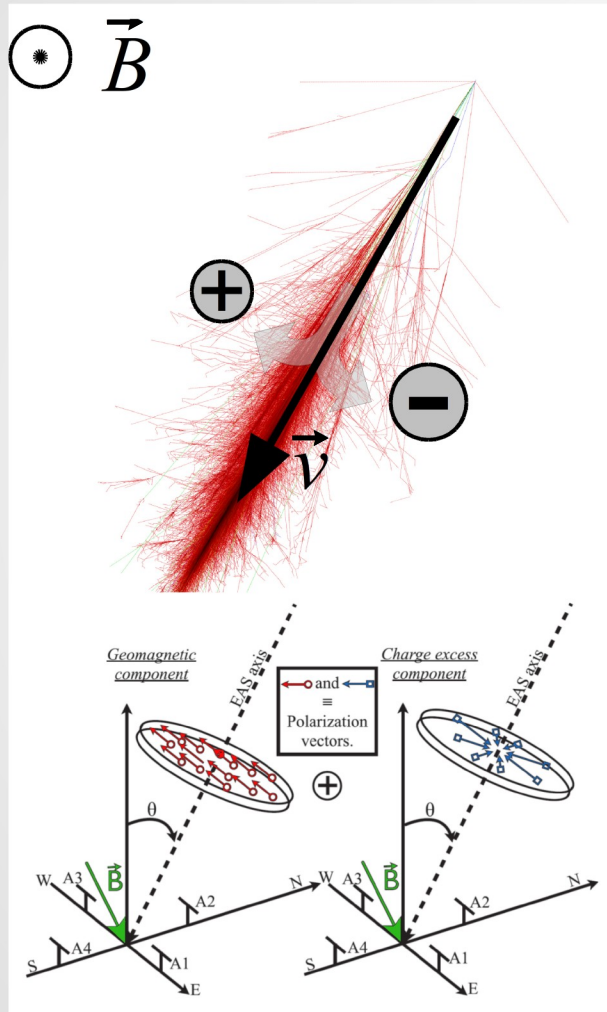 B
+
−
v
Geomagnetic
component
EAS axis
and
≡
Polarization
vectors.
Charge excess
component
EAS axis
+
θ
θ
W
A3
B
A2
N
A4
S
A1
E
W
A3
B
A2
N
A4
S
A1
E